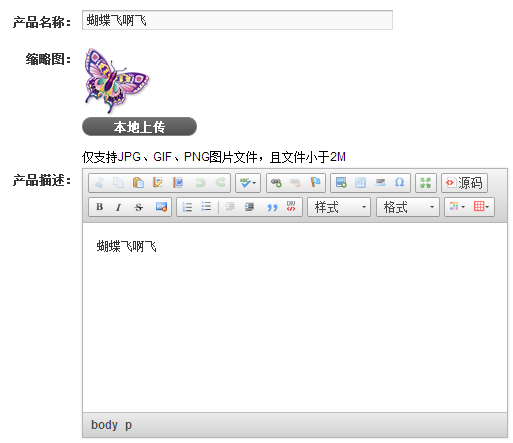 产品名称： 蝴蝶飞啊飞
缩略图：
本地上传
仅支持JPG、GIF、PNG图片文件，且文件小于2M
产品描述：
源码
B I S 样式 格式
蝴蝶飞啊飞
body p